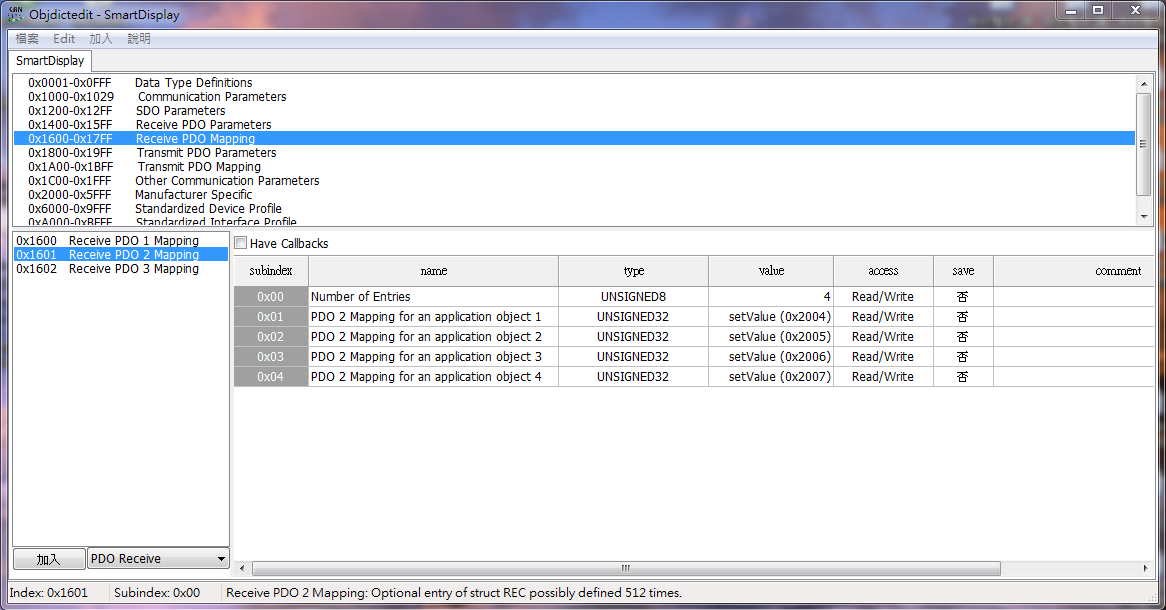 CAN
Objdictedit - SmartDisplay
檔案 Edit 加入 說明
SmartDisplay
0x0001-0x0FFF Data Type Definitions
0x1000-0x1029 Communication Parameters
0x1200-0x12FF SDO Parameters
0x1400-0x15FF Receive PDO Parameters
0x1600-0x17FF Receive PDO Mapping
0x1800-0x19FF Transmit PDO Parameters
0x1A00-0x1BFF Transmit PDO Mapping
0x1C00-0x1FFF Other Communication Parameters
0x2000-0x5FFF Manufacturer Specific
0x6000-0x9FFF Standardized Device Profile
0xA000-0xBFFF Standardized Interface Profile
0x1600 Receive PDO 1 Mapping
0x1601 Receive PDO 2 Mapping
0x1602 Receive PDO 3 Mapping
加入 PDO Receive
Have Callbacks
subindex name type value access save comment
0x00 Number of Entries UNSIGNED8 4 Read/Write 否
0x01 PDO 2 Mapping for an application object 1 UNSIGNED32 setValue (0x2004) Read/Write 否
0x02 PDO 2 Mapping for an application object 2 UNSIGNED32 setValue (0x2005) Read/Write 否
0x03 PDO 2 Mapping for an application object 3 UNSIGNED32 setValue (0x2006) Read/Write 否
0x04 PDO 2 Mapping for an application object 4 UNSIGNED32 setValue (0x2007) Read/Write 否
Index: 0x1601 Subindex: 0x00 Receive PDO 2 Mapping: Optional entry of struct REC possibly defined 512 times.